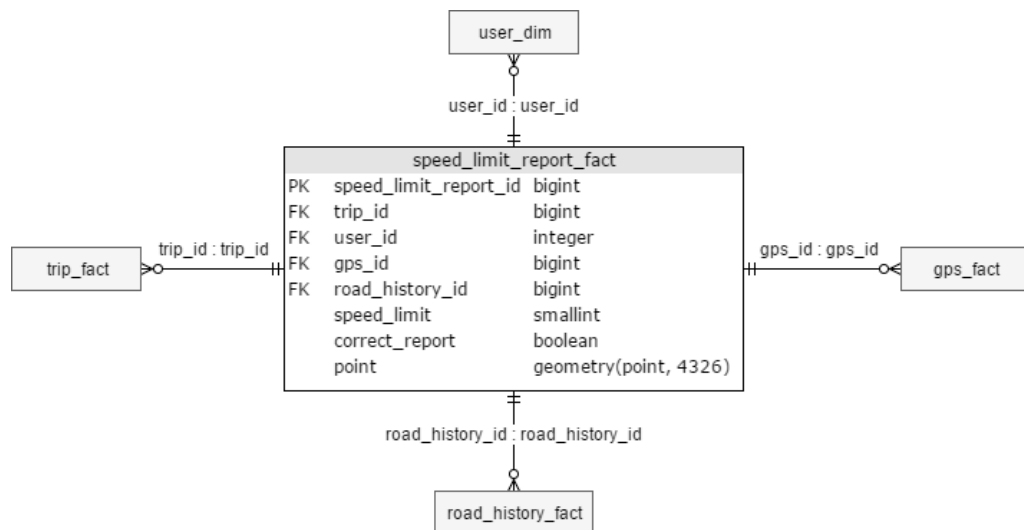 user_dim
user_id : user_id
speed_limit_report_fact
PK speed_limit_report_id bigint
FK trip_id bigint
FK user_id integer
FK gps_id bigint
FK road_history_id bigint
speed_limit smallint
correct_report boolean
point geometry(point, 4326)
trip_id : trip_id
trip_fact
gps_id : gps_id
gps_fact
road_history_id : road_history_id
road_history_fact